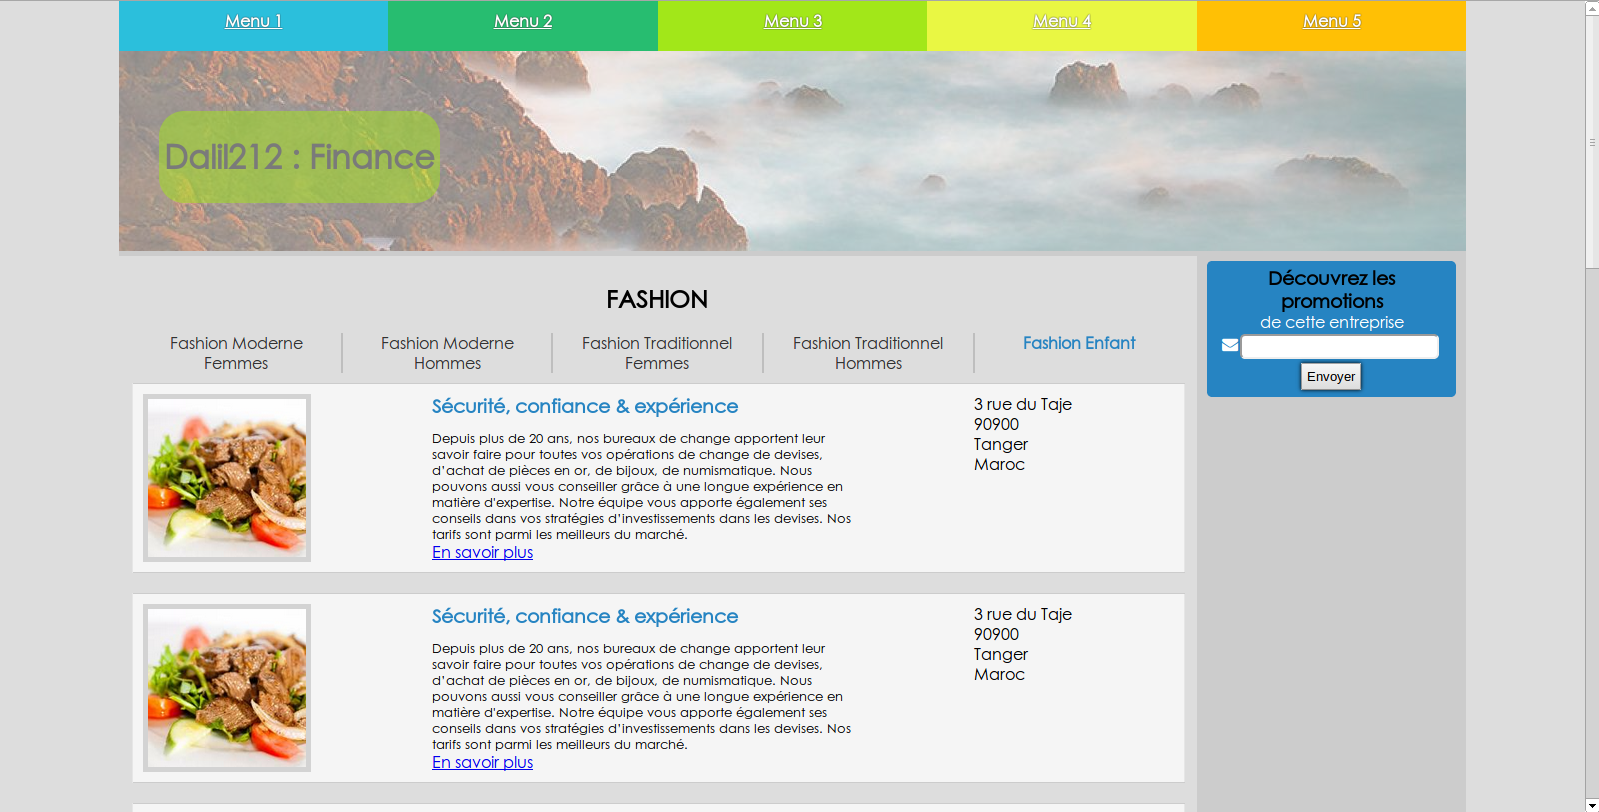 Menu 1
Menu 2
Menu 3
Menu 4
Menu 5
Dalil212 : Finance
FASHION
Fashion Moderne
Femmes
Fashion Moderne
Hommes
Fashion Traditionnel
Femmes
Fashion Traditionnel
Hommes
Fashion Enfant
Sécurité, confiance & expérience
Depuis plus de 20 ans, nos bureaux de change apportent leur
savoir faire pour toutes vos opérations de change de devises,
d’achat de pièces en or, de bijoux, de numismatique. Nous
pouvons aussi vous conseiller grâce à une longue expérience en
matière d'expertise. Notre équipe vous apporte également ses
conseils dans vos stratégies d’investissements dans les devises. Nos
tarifs sont parmi les meilleurs du marché.
En savoir plus
3 rue du Taje
90900
Tanger
Maroc
Sécurité, confiance & expérience
Depuis plus de 20 ans, nos bureaux de change apportent leur
savoir faire pour toutes vos opérations de change de devises,
d’achat de pièces en or, de bijoux, de numismatique. Nous
pouvons aussi vous conseiller grâce à une longue expérience en
matière d'expertise. Notre équipe vous apporte également ses
conseils dans vos stratégies d’investissements dans les devises. Nos
tarifs sont parmi les meilleurs du marché.
En savoir plus
3 rue du Taje
90900
Tanger
Maroc
Découvrez les
promotions
de cette entreprise
Envoyer